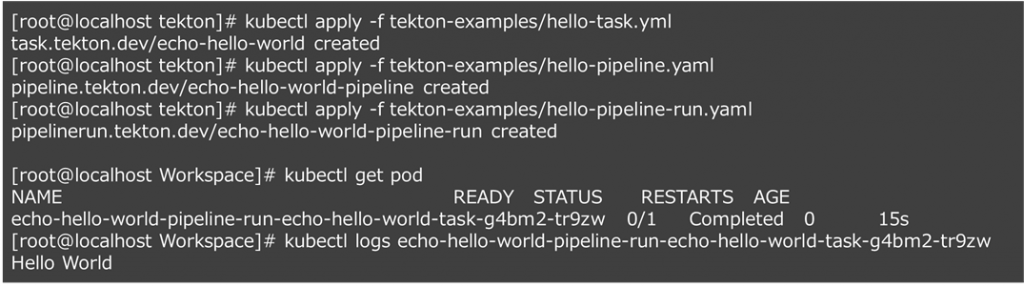 [root@localhost tekton]# kubectl apply -f tekton-examples/hello-task.yml
task.tekton.dev/echo-hello-world created
[root@localhost tekton]# kubectl apply -f tekton-examples/hello-pipeline.yaml
pipeline.tekton.dev/echo-hello-world-pipeline created
[root@localhost tekton]# kubectl apply -f tekton-examples/hello-pipeline-run.yaml
pipelinerun.tekton.dev/echo-hello-world-pipeline-run created
[root@localhost Workspace]# kubectl get pod
NAME READY STATUS RESTARTS AGE
echo-hello-world-pipeline-run-echo-hello-world-task-g4bm2-tr9zw 0/1 Completed 0 15s
[root@localhost Workspace]# kubectl logs echo-hello-world-pipeline-run-echo-hello-world-task-g4bm2-tr9zw
Hello World